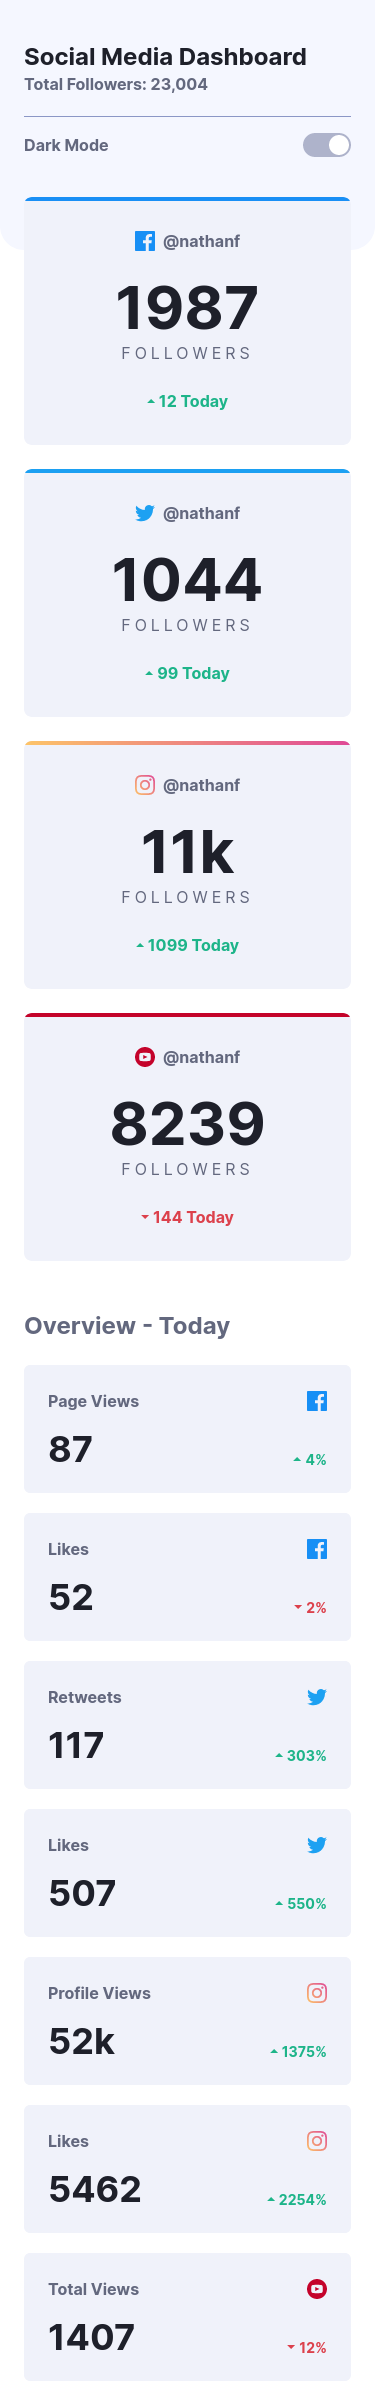 Social Media Dashboard
Total Followers: 23,004
Dark Mode
@nathanf
1987
FOLLOWERS
12 Today
@nathanf
1044
FOLLOWERS
99 Today
@nathanf
11k
FOLLOWERS
1099 Today
@nathanf
8239
FOLLOWERS
144 Today
Overview - Today
Page Views
87
4%
Likes
52
2%
Retweets
117
303%
Likes
507
550%
Profile Views
52k
1375%
Likes
5462
2254%
Total Views
1407
12%